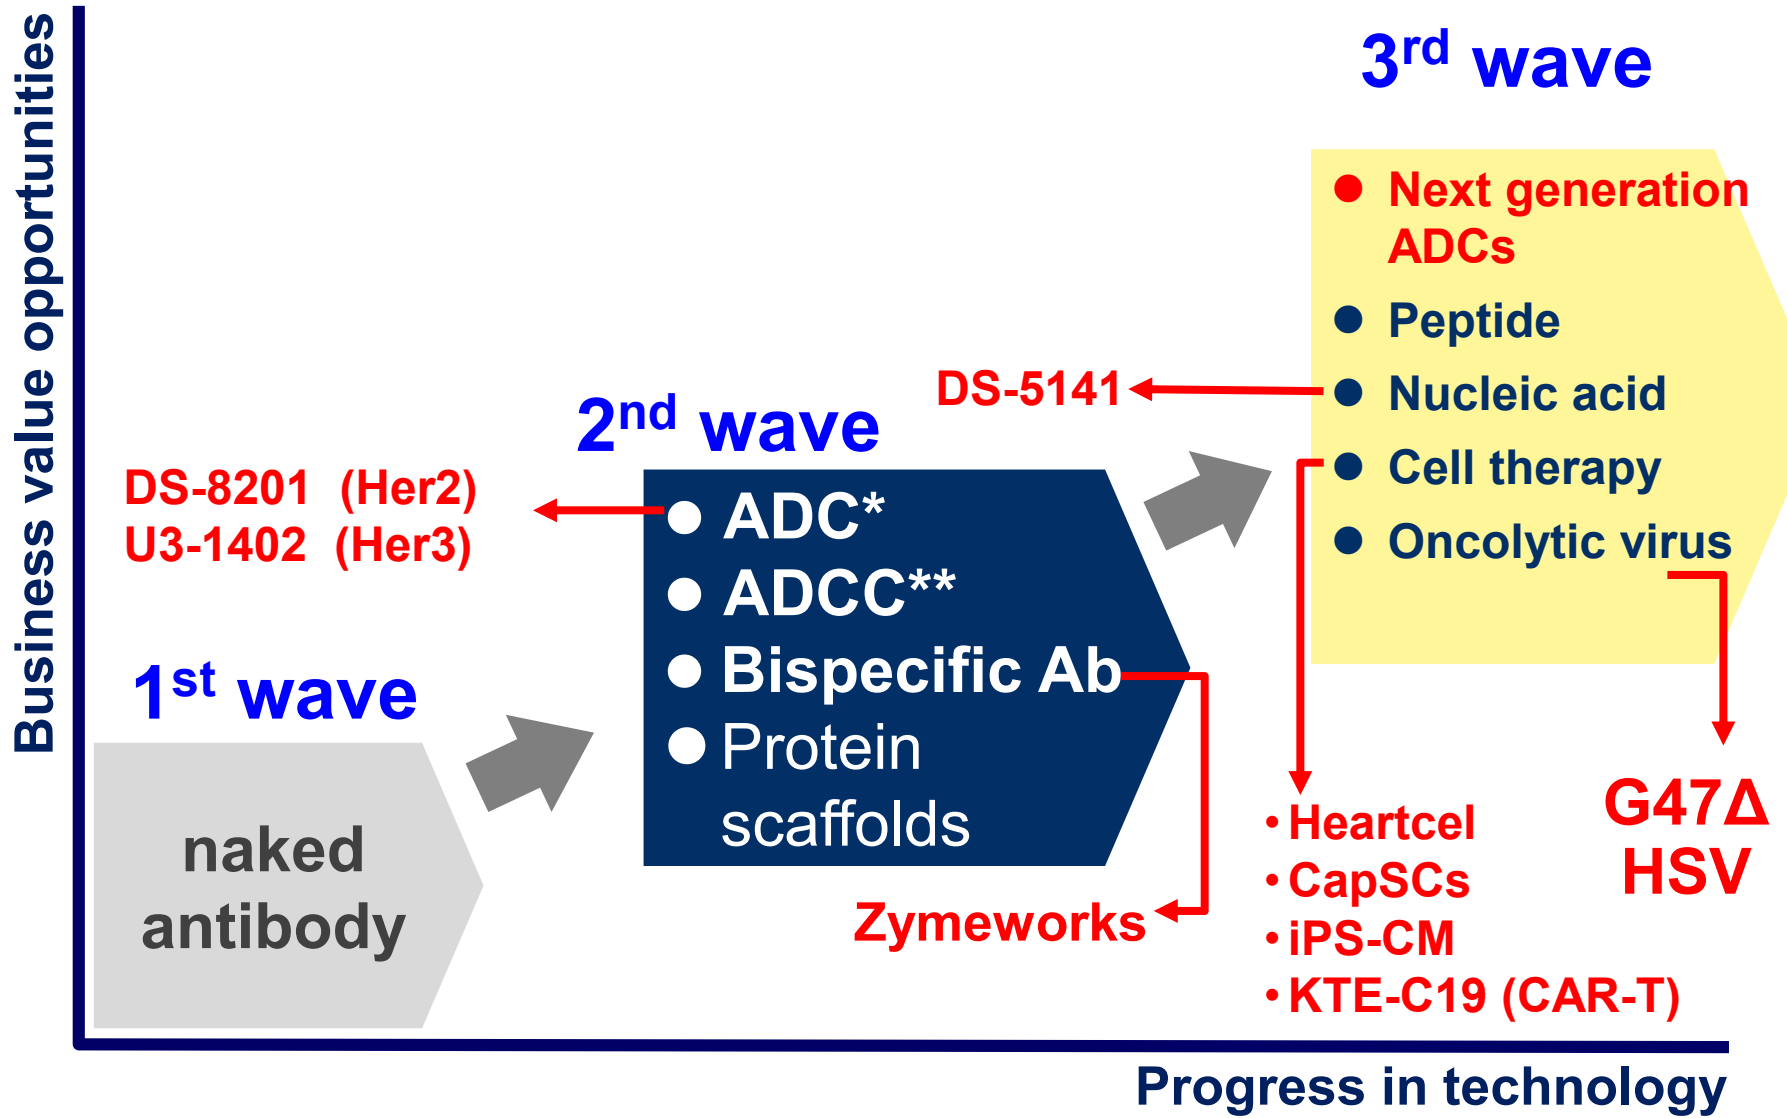 Business value opportunities
3rd wave
Next generation
ADCs
Peptide
Nucleic acid
Cell therapy
Oncolytic virus
DS-5141
2nd wave
DS-8201 (Her2)
U3-1402 (Her3)
ADC*
ADCC**
Bispecific Ab
Protein
scaffolds
1st wave
naked
antibody
Zymeworks
• Heartcel
• CapSCs
• iPS-CM
• KTE-C19 (CAR-T)
G47Δ
HSV
Progress in technology